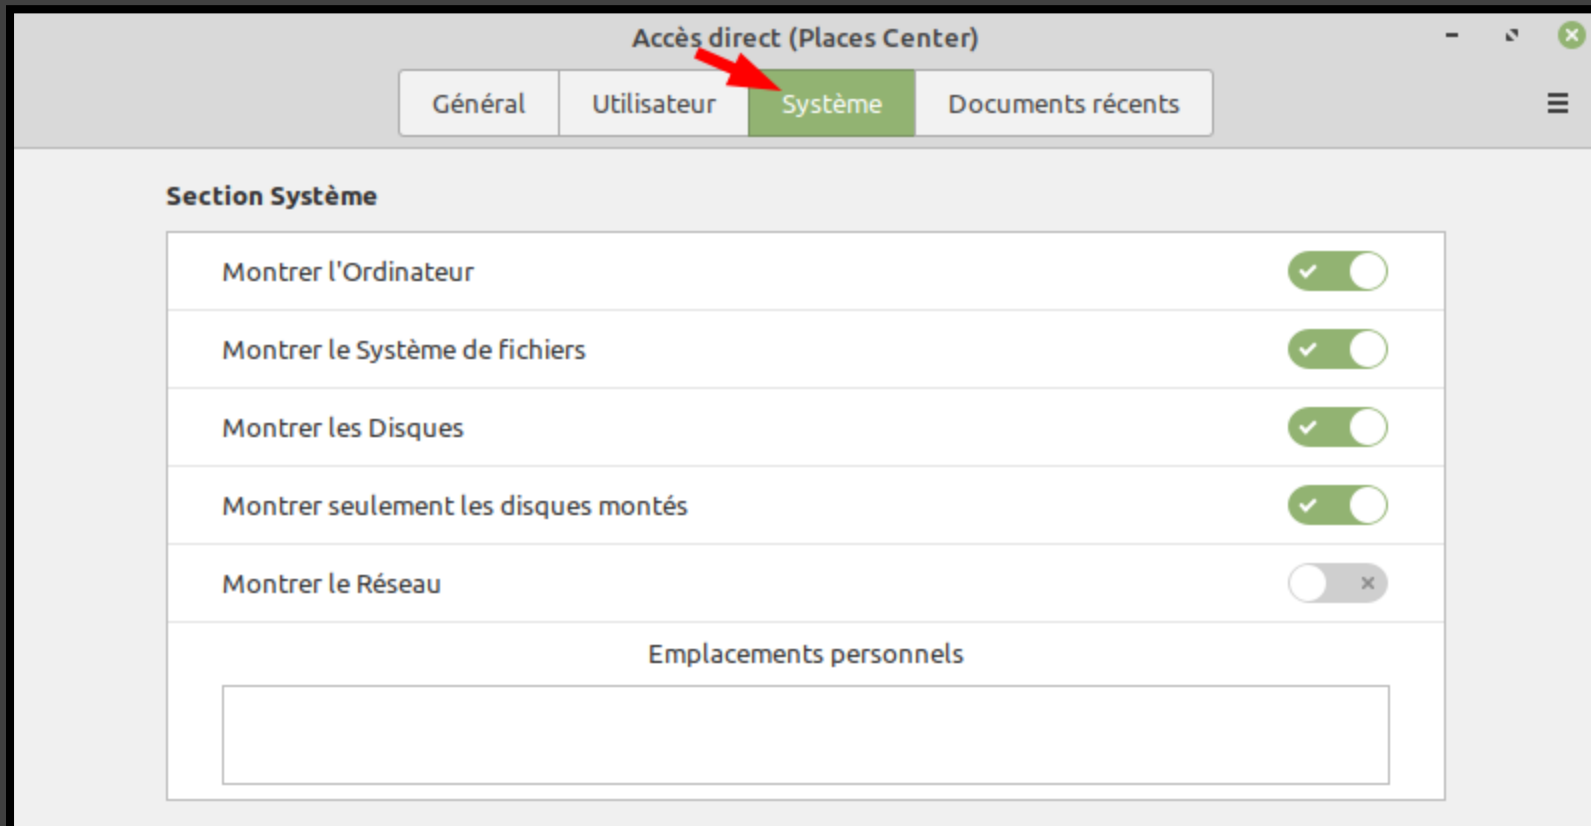 Accès direct (Places Center)
Général Utilisateur Système Documents récents
Section Système
Montrer l'Ordinateur
Montrer le Système de fichiers
Montrer les Disques
Montrer seulement les disques montés
Montrer le Réseau
Emplacements personnels